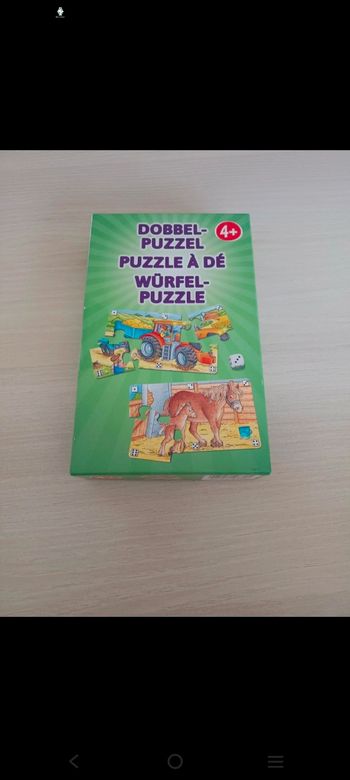 DOBBEL-
PUZZEL
4+
PUZZLE À DÉ
WÜRFEL-
PUZZLE